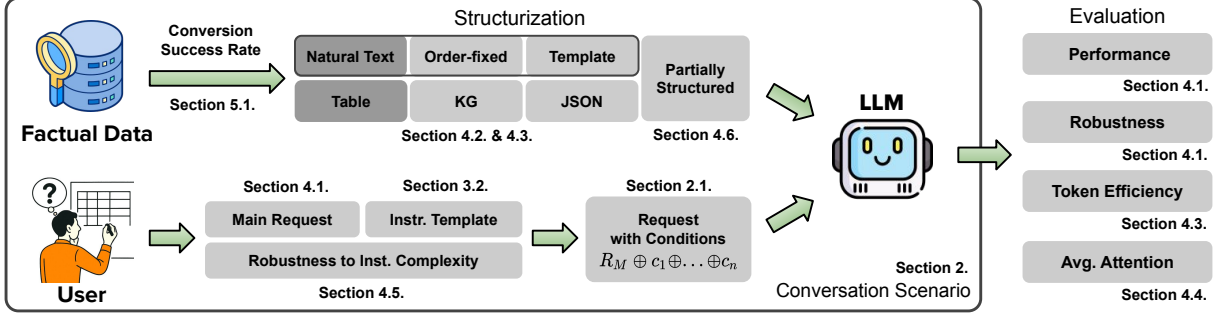 Structurization
Conversion
Success Rate
Section 5.1.
Factual Data
Natural Text
Order-fixed
Template
Table
KG
JSON
Partially
Structured
Section 4.2. & 4.3.
Section 4.6.
LLM
?
User
Section 4.1.
Section 3.2.
Main Request
Instr. Template
Robustness to Inst. Complexity
Section 4.5.
Section 2.1.
Request
with Conditions
R_M ⊕ c_1 ⊕ . . . ⊕ c_n
Section 2.
Conversation Scenario
Evaluation
Performance
Section 4.1.
Robustness
Section 4.1.
Token Efficiency
Section 4.3.
Avg. Attention
Section 4.4.